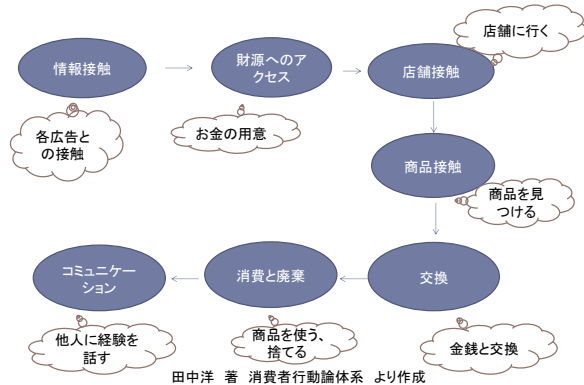 店舗に行く
情報接触
財源へのア
クセス
店舗接触
各広告と
の接触
お金の用意
商品接触
商品を見
つける
コミュニケー
ション
消費と廃棄
交換
他人に経験を
話す
商品を使う、
捨てる
金銭と交換
田中洋 著 消費者行動論体系 より作成